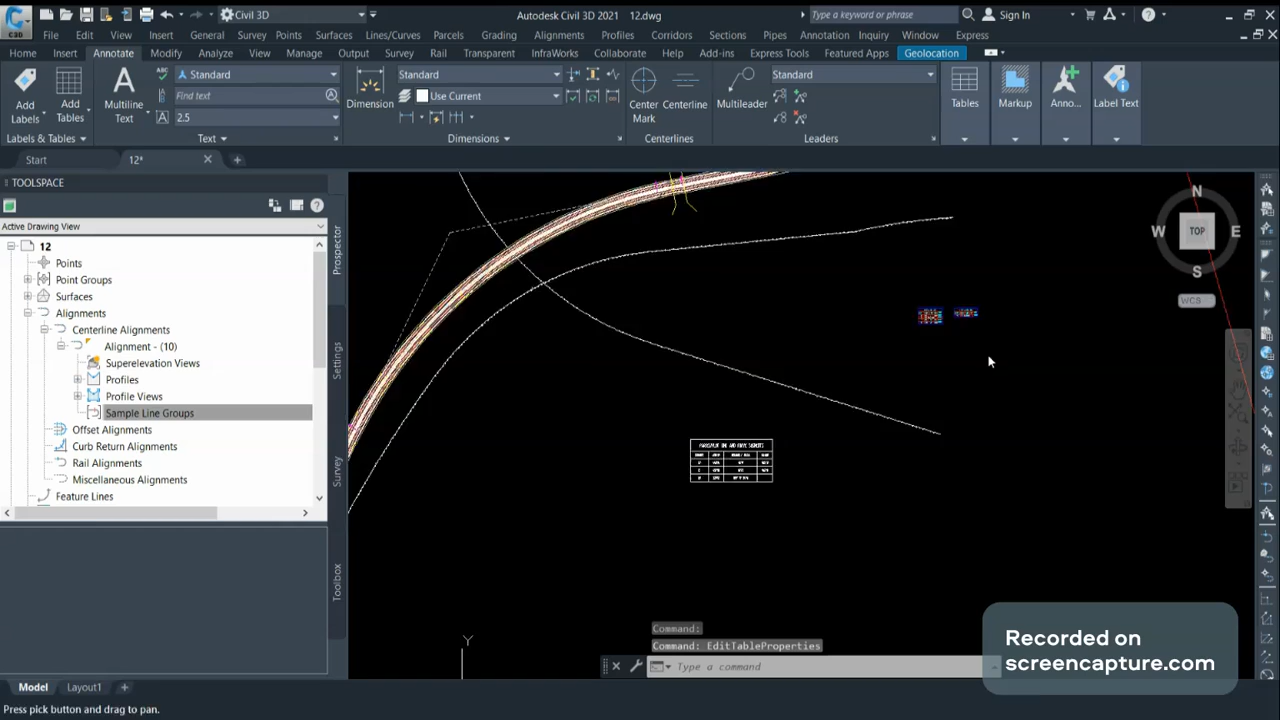 Civil 3D
Autodesk Civil 3D 2021 12.dwg
Type a keyword or phrase
Sign In
C3D
File Edit View Insert General Survey Points Surfaces Lines/Curves Parcels Grading Alignments Profiles Corridors Sections Annotation Inquiry Window Express
Home Insert Annotate Modify Analyze View Manage Output Survey Rail Transparent InfraWorks Collaborate Help Add-ins Express Tools Featured Apps Geolocation
Add Labels
Add Tables
Labels & Tables
Multiline Text
Standard
Find text
2.5
Text
Dimension
Standard
Use Current
Dimensions
Center Mark
Centerline
Centerlines
Multileader
Standard
Leaders
Tables
Markup
Anno...
Label Text
Start
12*
TOOLSPACE
Active Drawing View
12
Points
Point Groups
Surfaces
Alignments
Centerline Alignments
Alignment - (10)
Superelevation Views
Profiles
Profile Views
Sample Line Groups
Offset Alignments
Curb Return Alignments
Rail Alignments
Miscellaneous Alignments
Feature Lines
Prospector
Settings
Survey
Toolbox
N
W
TOP
E
S
WCS
Y
Command:
Command: EditTableProperties
Type a command
Recorded on
screencapture.com
Model
Layout1
Press pick button and drag to pan.